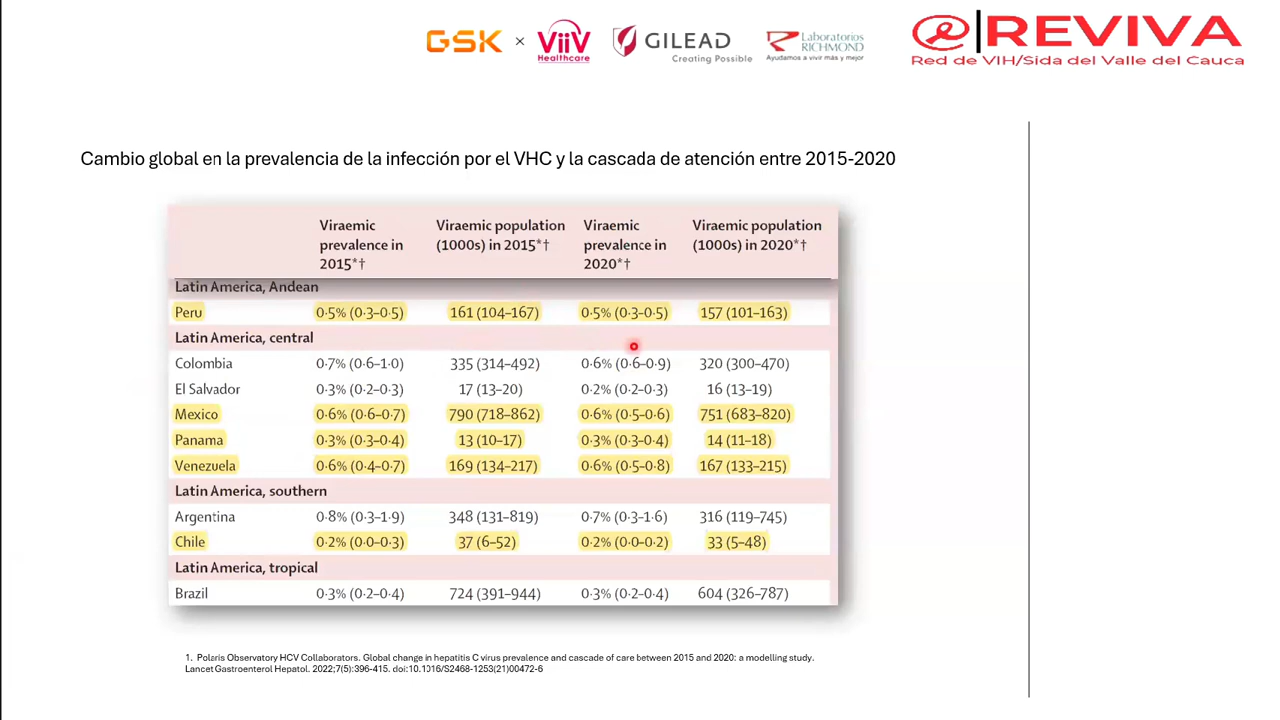 GSK × ViiV Healthcare GILEAD Creating Possible Laboratorios RICHMOND Ayudamos a vivir más y mejor
REVIVA
Red de VIH/Sida del Valle del Cauca
Cambio global en la prevalencia de la infección por el VHC y la cascada de atención entre 2015-2020
Viraemic prevalence in 2015*† Viraemic population (1000s) in 2015*† Viraemic prevalence in 2020*† Viraemic population (1000s) in 2020*†
Latin America, Andean
Peru 0·5% (0·3–0·5) 161 (104–167) 0·5% (0·3–0·5) 157 (101–163)
Latin America, central
Colombia 0·7% (0·6–1·0) 335 (314–492) 0·6% (0·6–0·9) 320 (300–470)
El Salvador 0·3% (0·2–0·3) 17 (13–20) 0·2% (0·2–0·3) 16 (13–19)
Mexico 0·6% (0·6–0·7) 790 (718–862) 0·6% (0·5–0·6) 751 (683–820)
Panama 0·3% (0·3–0·4) 13 (10–17) 0·3% (0·3–0·4) 14 (11–18)
Venezuela 0·6% (0·4–0·7) 169 (134–217) 0·6% (0·5–0·8) 167 (133–215)
Latin America, southern
Argentina 0·8% (0·3–1·9) 348 (131–819) 0·7% (0·3–1·6) 316 (119–745)
Chile 0·2% (0·0–0·3) 37 (6–52) 0·2% (0·0–0·2) 33 (5–48)
Latin America, tropical
Brazil 0·3% (0·2–0·4) 724 (391–944) 0·3% (0·2–0·4) 604 (326–787)
1. Polaris Observatory HCV Collaborators. Global change in hepatitis C virus prevalence and cascade of care between 2015 and 2020: a modelling study.
Lancet Gastroenterol Hepatol. 2022;7(5):396-415. doi:10.1016/S2468-1253(21)00472-6